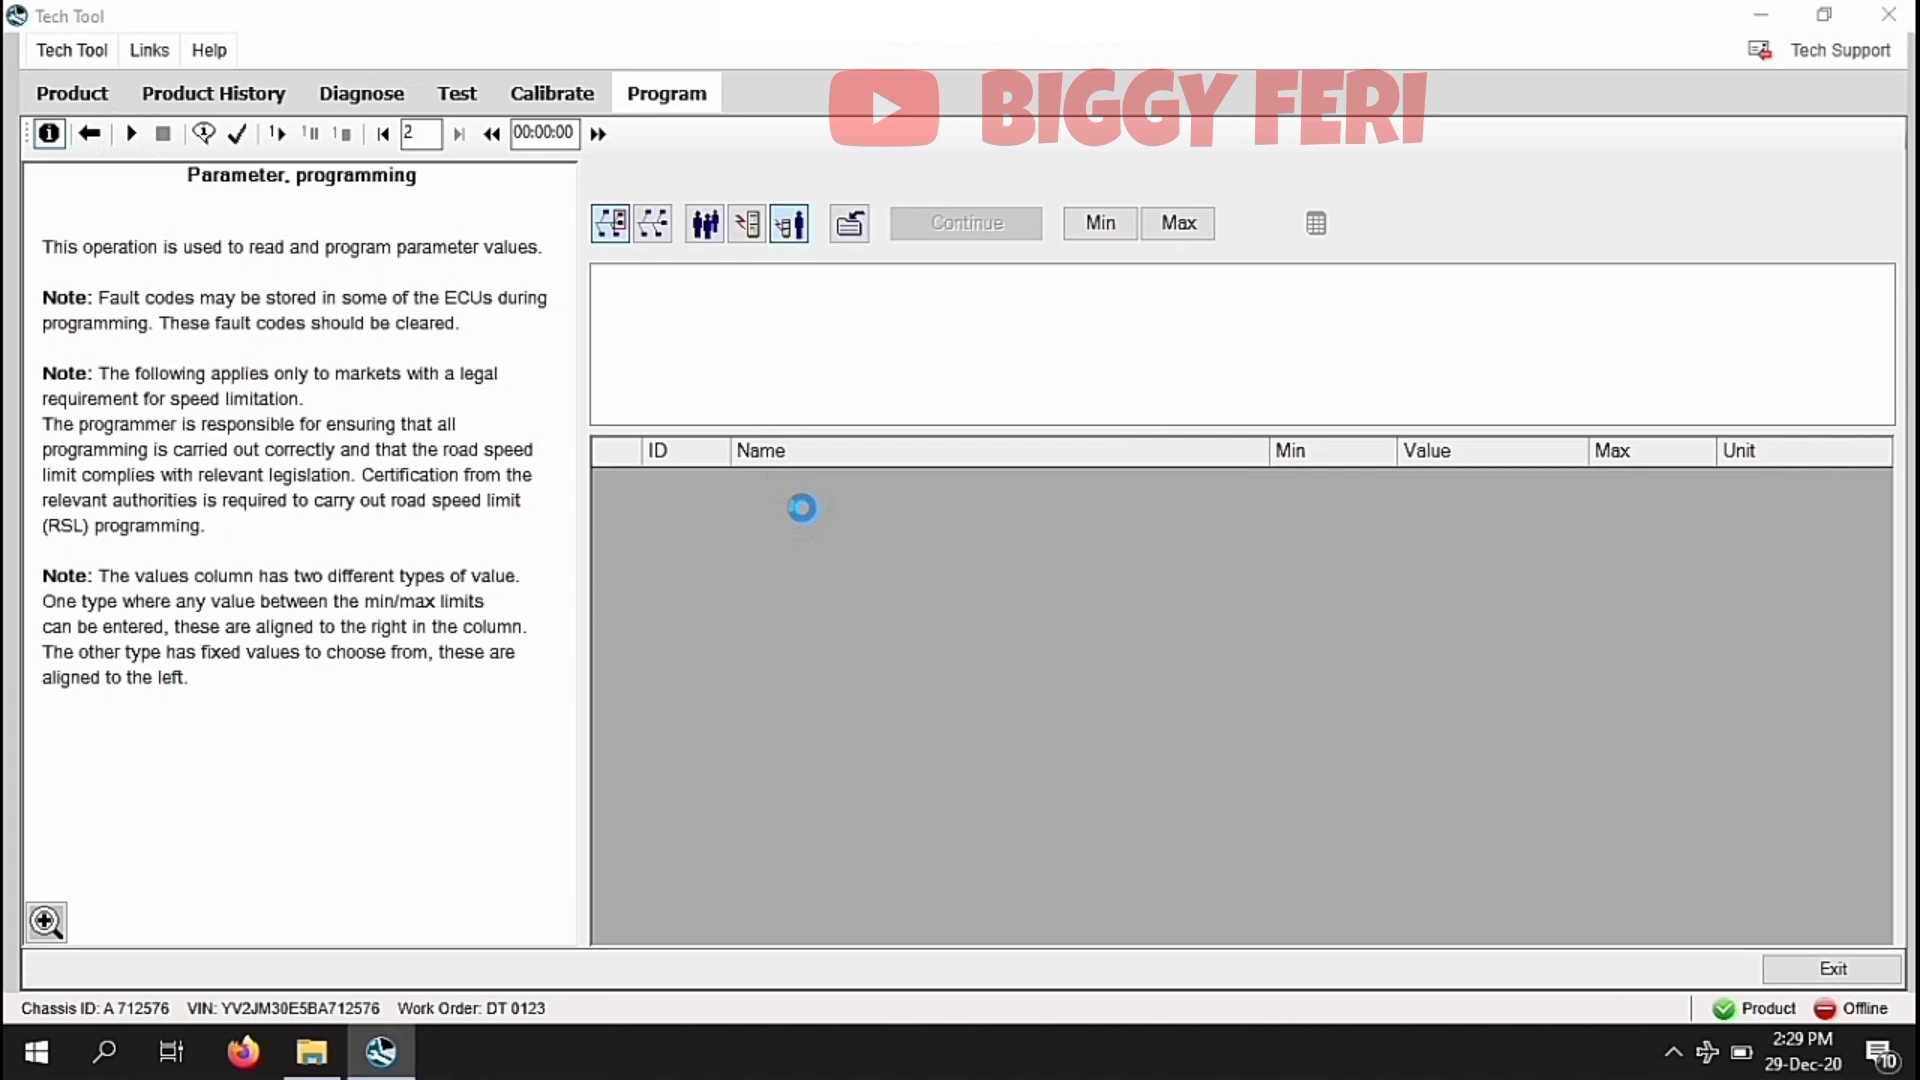 Tech Tool
Tech Tool Links Help
Tech Support
BIGGY FERI
Product Product History Diagnose Test Calibrate Program
2 00:00:00
Parameter, programming
This operation is used to read and program parameter values.
Note: Fault codes may be stored in some of the ECUs during
programming. These fault codes should be cleared.
Note: The following applies only to markets with a legal
requirement for speed limitation.
The programmer is responsible for ensuring that all
programming is carried out correctly and that the road speed
limit complies with relevant legislation. Certification from the
relevant authorities is required to carry out road speed limit
(RSL) programming.
Note: The values column has two different types of value.
One type where any value between the min/max limits
can be entered, these are aligned to the right in the column.
The other type has fixed values to choose from, these are
aligned to the left.
Continue Min Max
ID Name Min Value Max Unit
Exit
Chassis ID: A 712576 VIN: YV2JM30E5BA712576 Work Order: DT 0123
Product Offline
2:29 PM
29-Dec-20
10